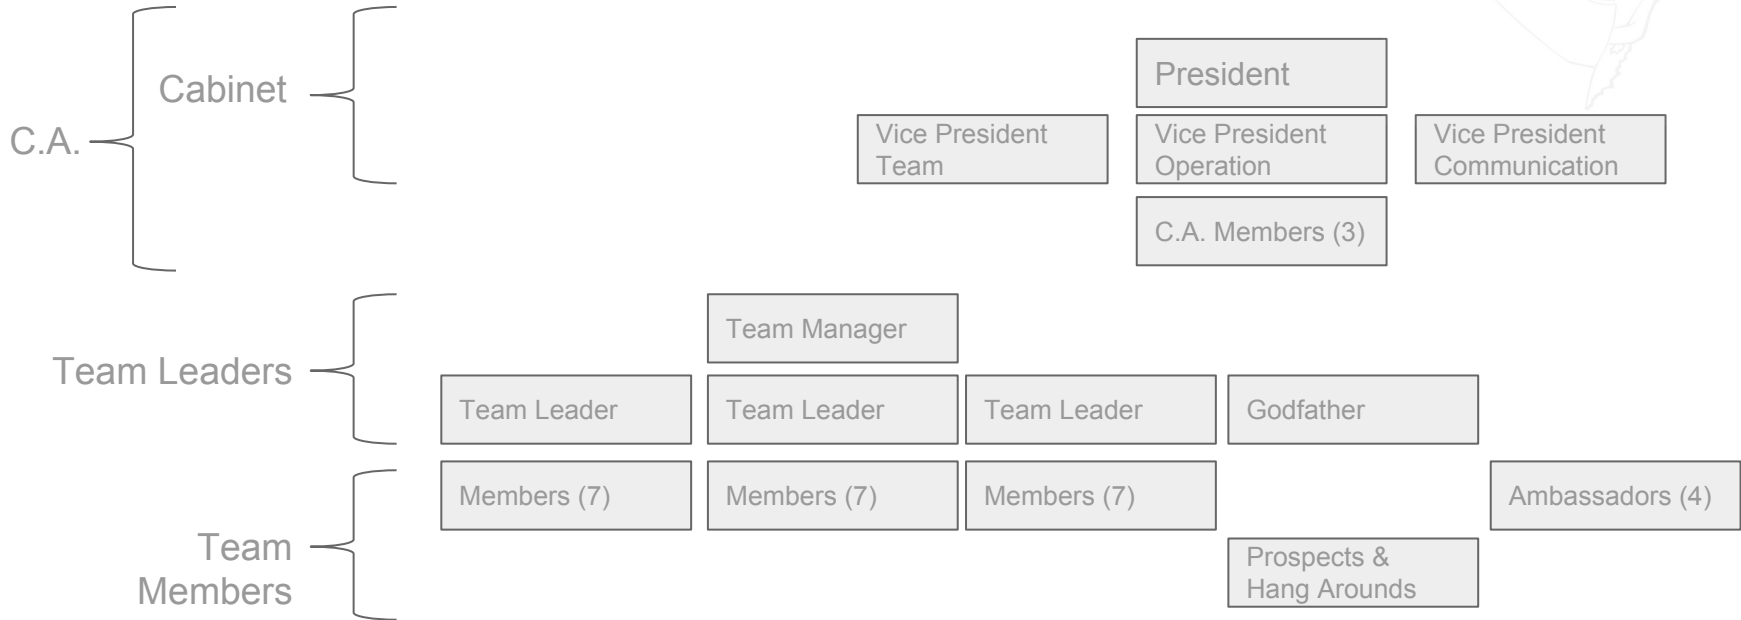 President
Cabinet
Vice President
Team
Vice President
Operation
Vice President
Communication
C.A.
C.A. Members (3)
Team Manager
Team Leaders
Team Leader
Team Leader
Team Leader
Godfather
Members (7)
Members (7)
Members (7)
Ambassadors (4)
Team
Members
Prospects &
Hang Arounds